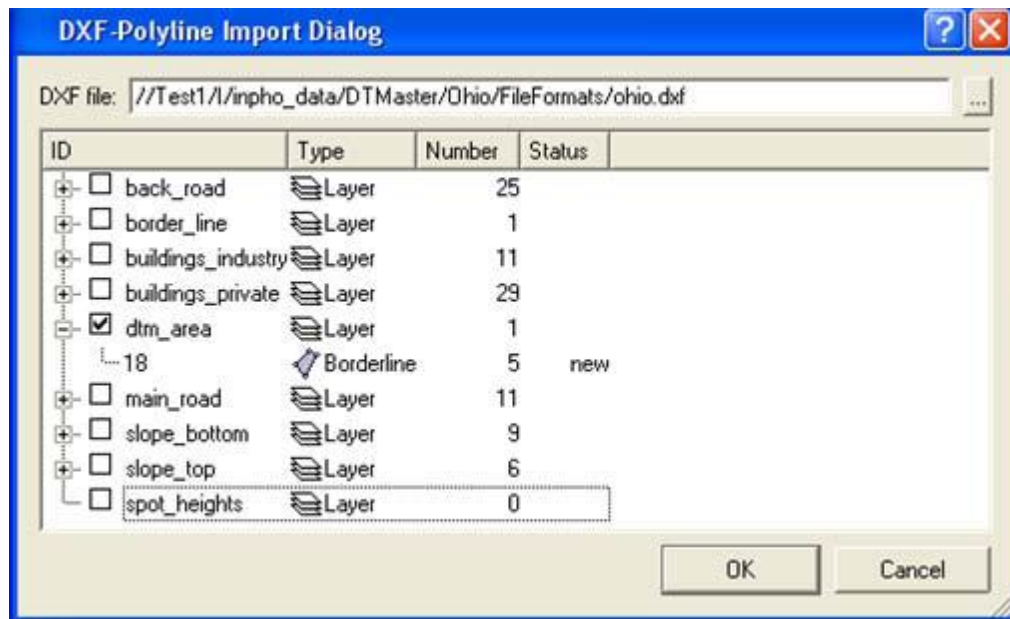 DXF-Polyline Import Dialog
DXF file: //Test1/I/inpho_data/DTMaster/Ohio/FileFormats/ohio.dxf ...
ID Type Number Status
back_road Layer 25
border_line Layer 1
buildings_industry Layer 11
buildings_private Layer 29
dtm_area Layer 1
18 Borderline 5 new
main_road Layer 11
slope_bottom Layer 9
slope_top Layer 6
spot_heights Layer 0
OK Cancel